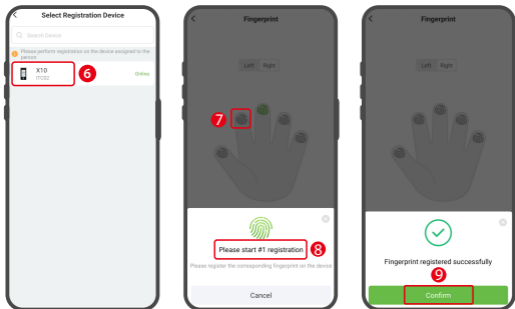 Select Registration Device
Search Device
Please perform registration on the device assigned to the
person
X10
Online
6
Fingerprint
Left Right
7
Please start #1 registration
8
Please register the corresponding fingerprint on the device
Cancel
Fingerprint
Left Right
Fingerprint registered successfully
9
Confirm